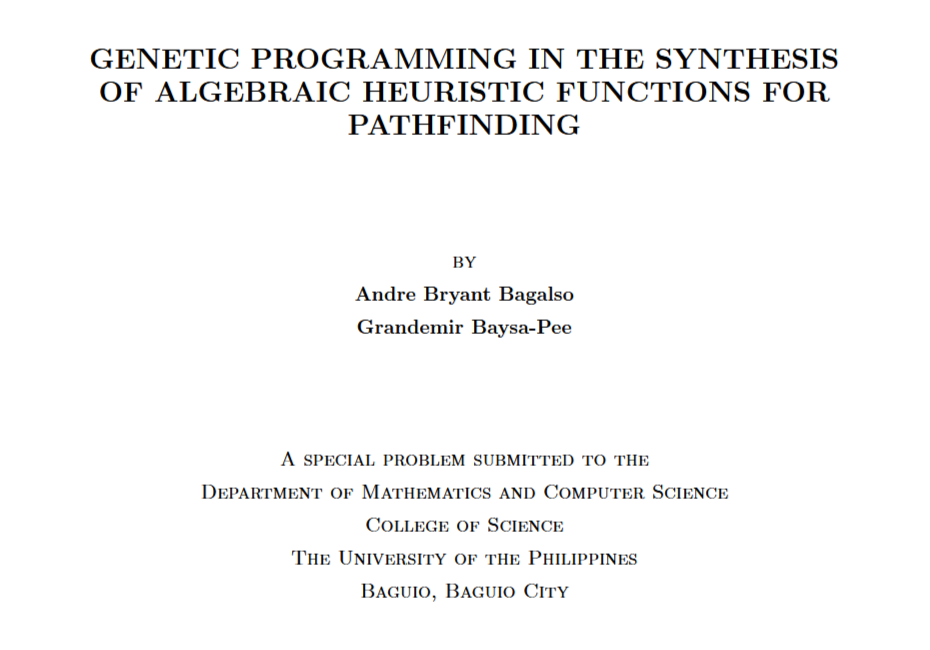 GENETIC PROGRAMMING IN THE SYNTHESIS
OF ALGEBRAIC HEURISTIC FUNCTIONS FOR
PATHFINDING
BY
Andre Bryant Bagalso
Grandemir Baysa-Pee
A SPECIAL PROBLEM SUBMITTED TO THE
DEPARTMENT OF MATHEMATICS AND COMPUTER SCIENCE
COLLEGE OF SCIENCE
THE UNIVERSITY OF THE PHILIPPINES
BAGUIO, BAGUIO CITY